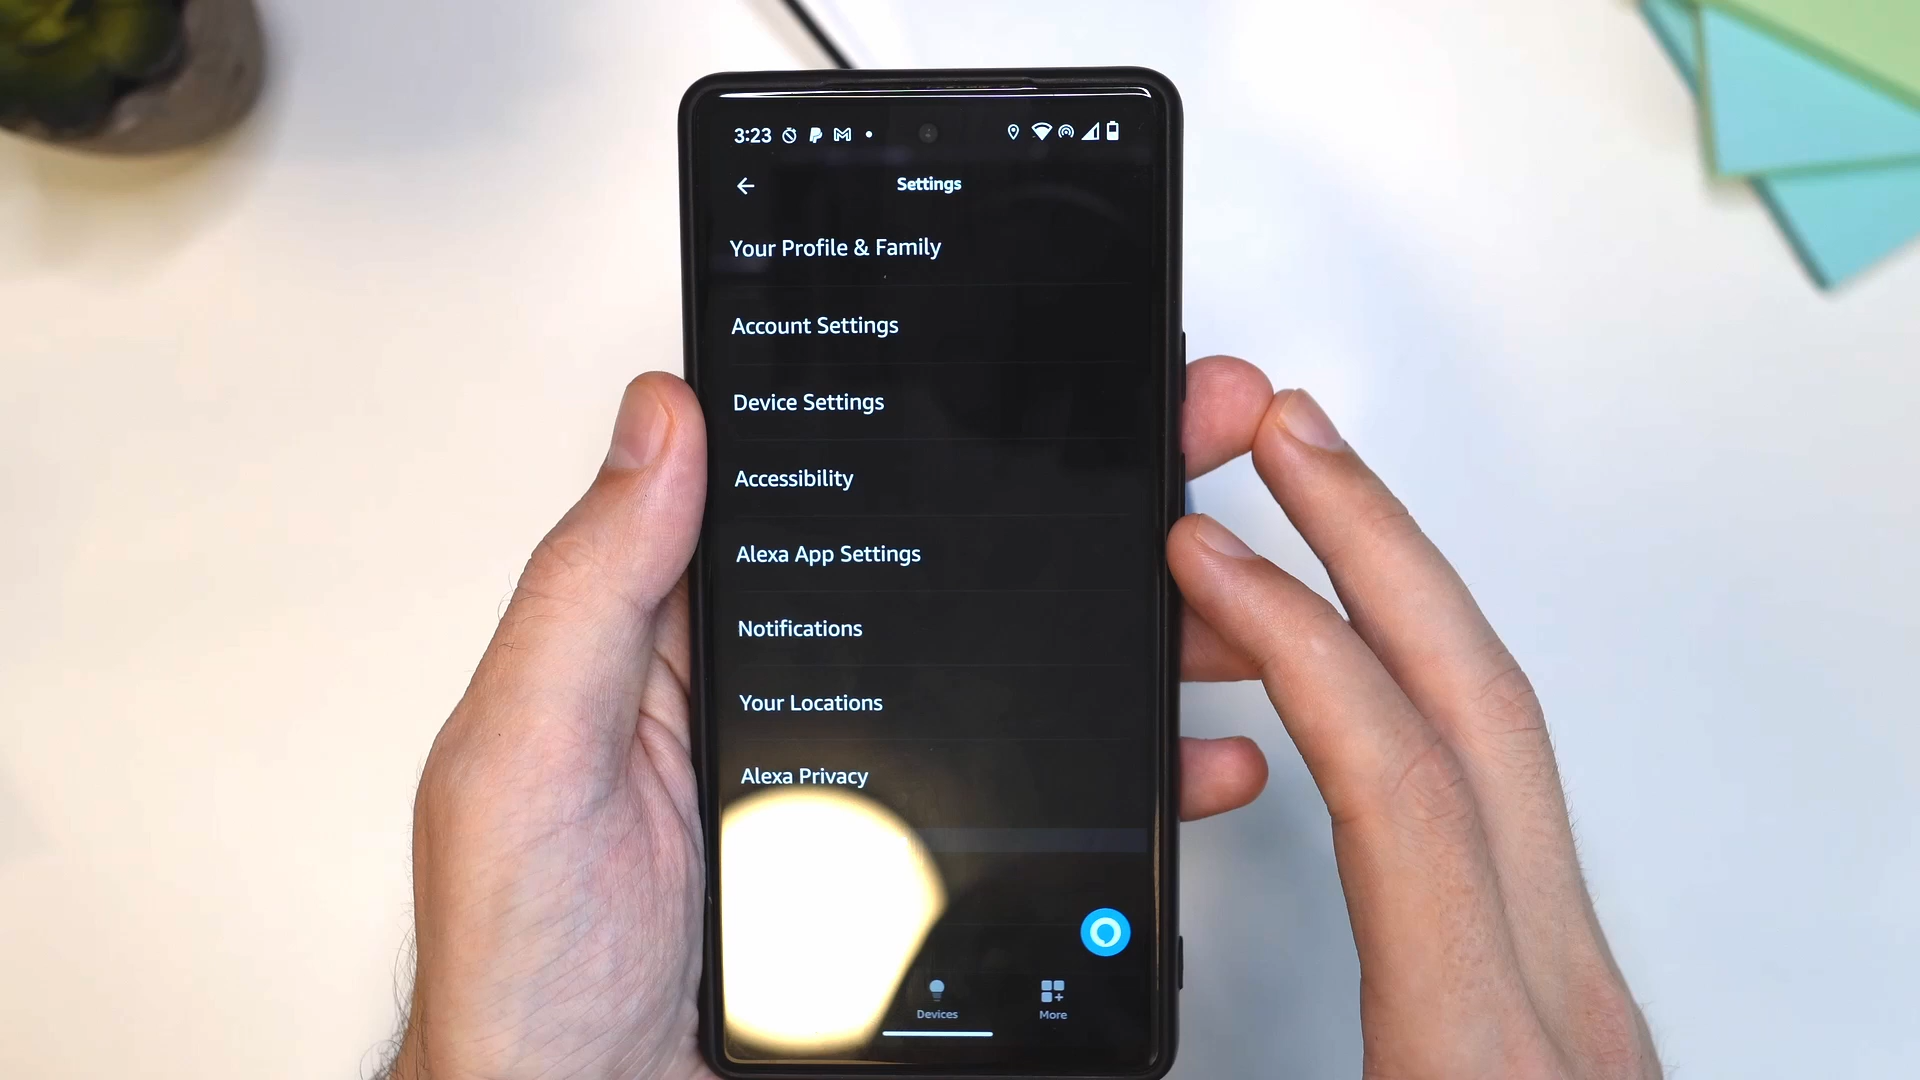 3:23
Settings
Your Profile & Family
Account Settings
Device Settings
Accessibility
Alexa App Settings
Notifications
Your Locations
Alexa Privacy
Devices
More